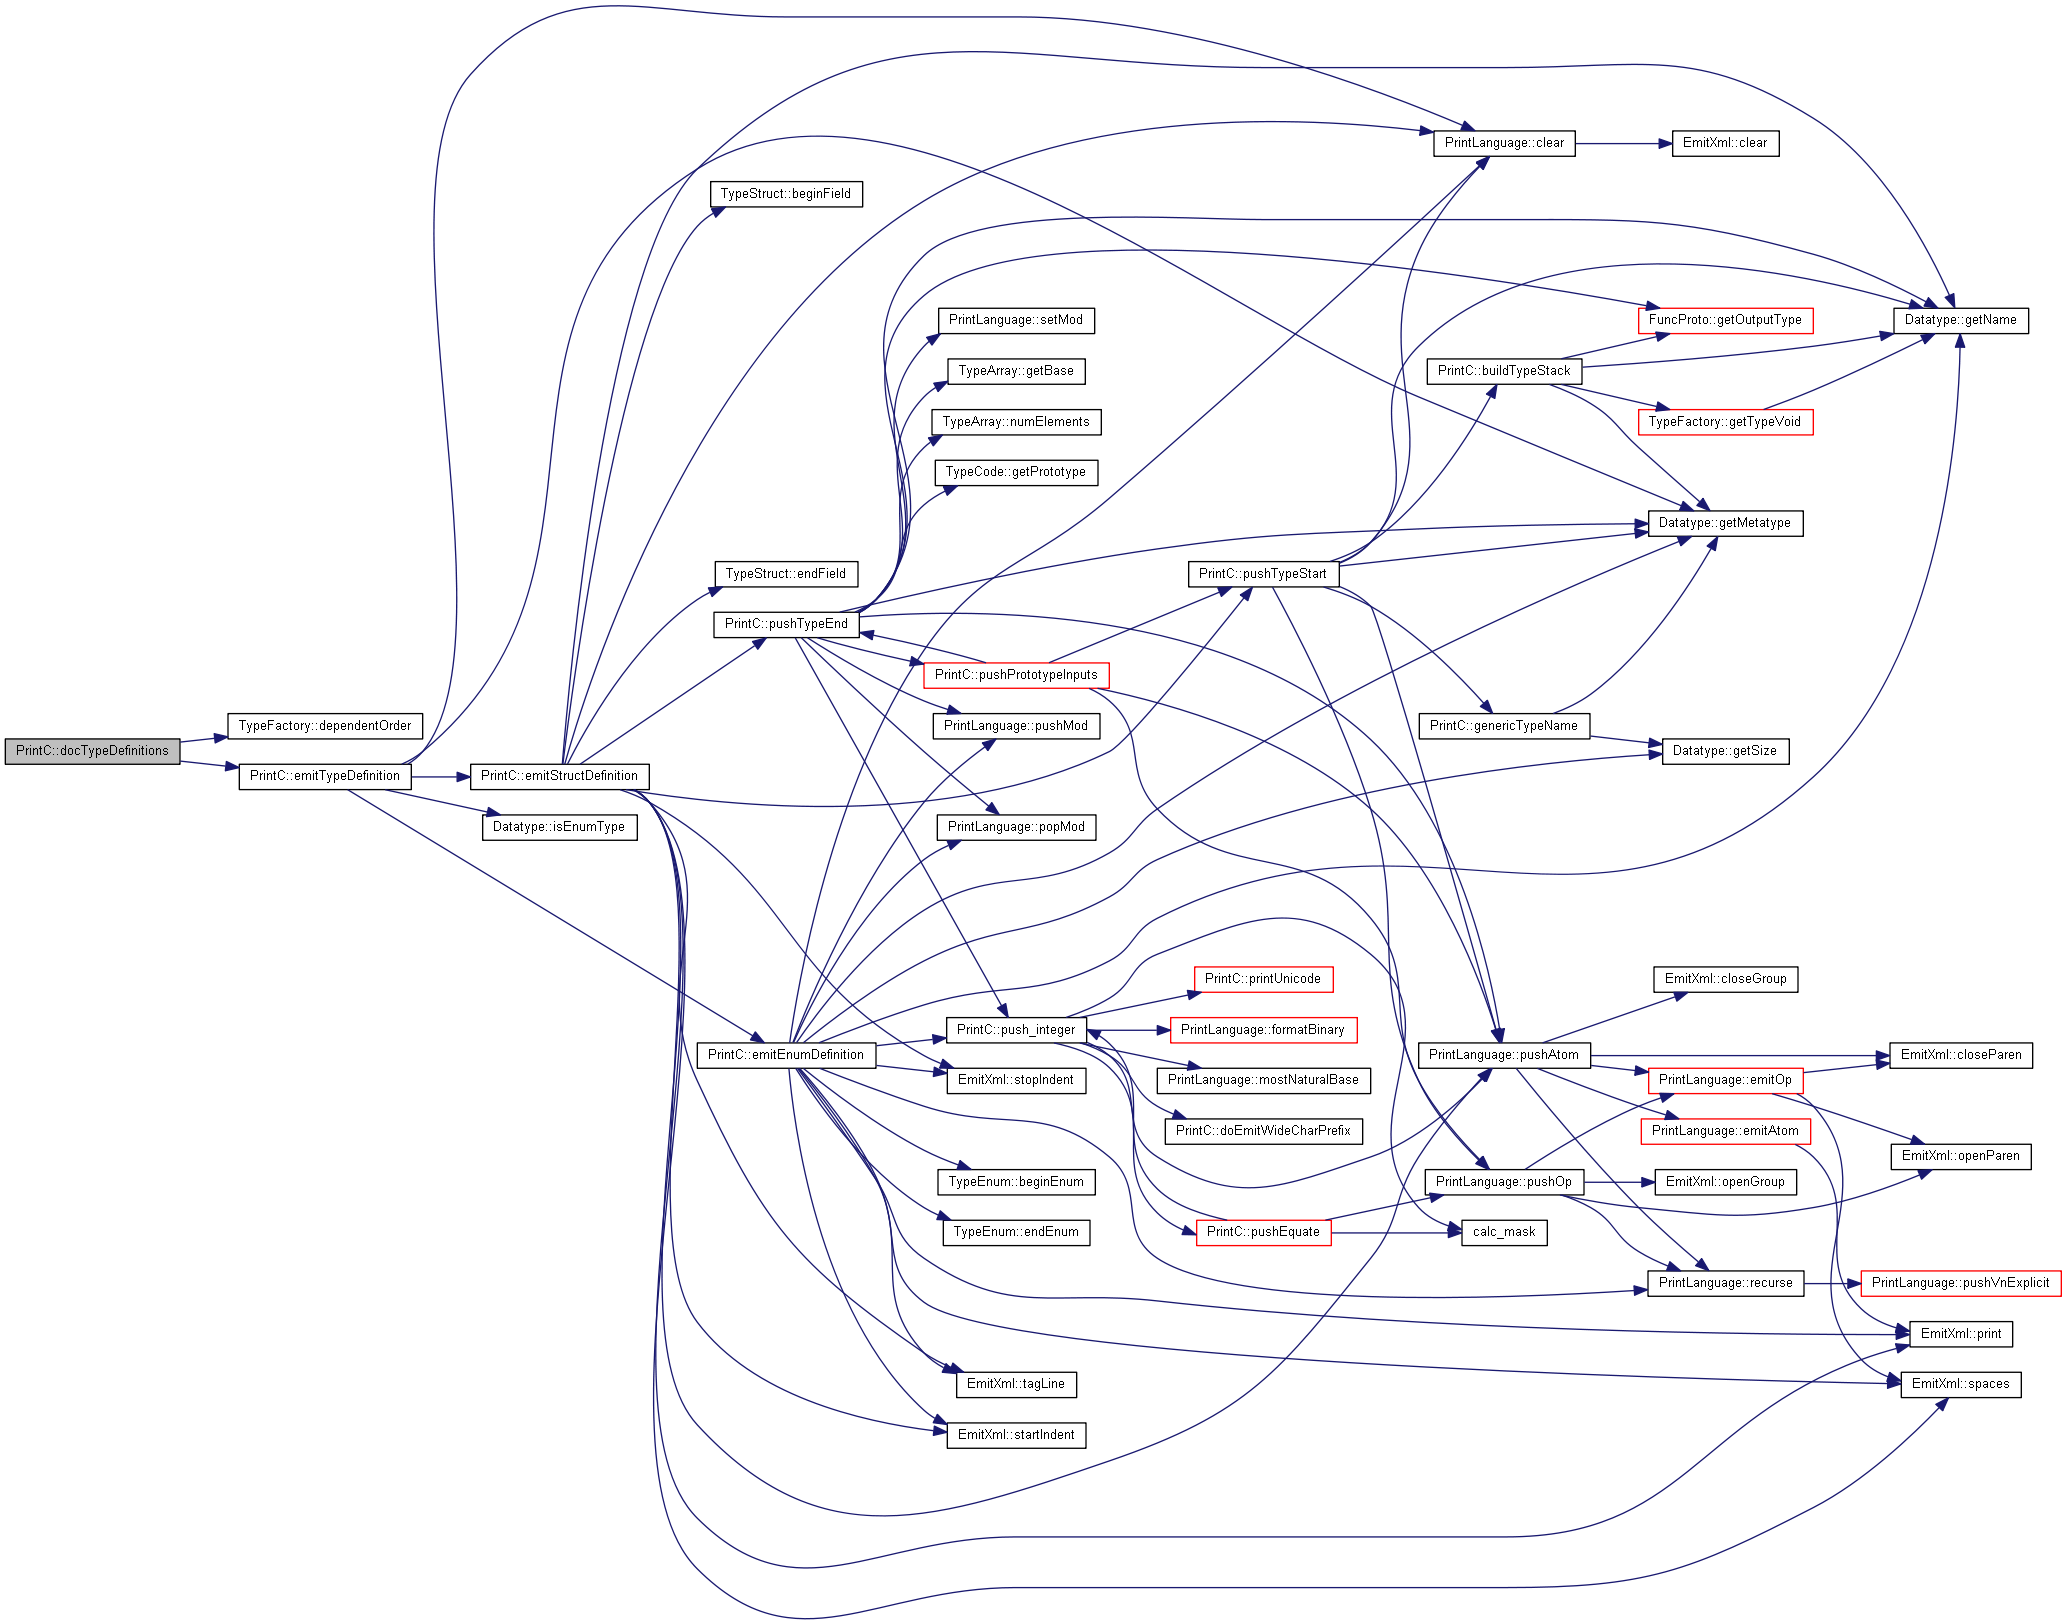 PrintLanguage::clear
EmitXml::clear
TypeStruct::beginField
PrintLanguage::setMod
FuncProto::getOutputType
Datatype::getName
TypeArray::getBase
PrintC::buildTypeStack
TypeArray::numElements
TypeFactory::getTypeVoid
TypeCode::getPrototype
Datatype::getMetatype
TypeStruct::endField
PrintC::pushTypeStart
PrintC::pushTypeEnd
PrintC::pushPrototypeInputs
TypeFactory::dependentOrder
PrintLanguage::pushMod
PrintC::genericTypeName
PrintC::docTypeDefinitions
Datatype::getSize
PrintC::emitTypeDefinition
PrintC::emitStructDefinition
Datatype::isEnumType
PrintLanguage::popMod
PrintC::printUnicode
EmitXml::closeGroup
PrintC::push_integer
PrintLanguage::formatBinary
PrintC::emitEnumDefinition
PrintLanguage::pushAtom
EmitXml::closeParen
EmitXml::stopIndent
PrintLanguage::mostNaturalBase
PrintLanguage::emitOp
PrintC::doEmitWideCharPrefix
PrintLanguage::emitAtom
EmitXml::openParen
TypeEnum::beginEnum
PrintLanguage::pushOp
EmitXml::openGroup
TypeEnum::endEnum
PrintC::pushEquate
calc_mask
PrintLanguage::recurse
PrintLanguage::pushVnExplicit
EmitXml::print
EmitXml::tagLine
EmitXml::spaces
EmitXml::startIndent